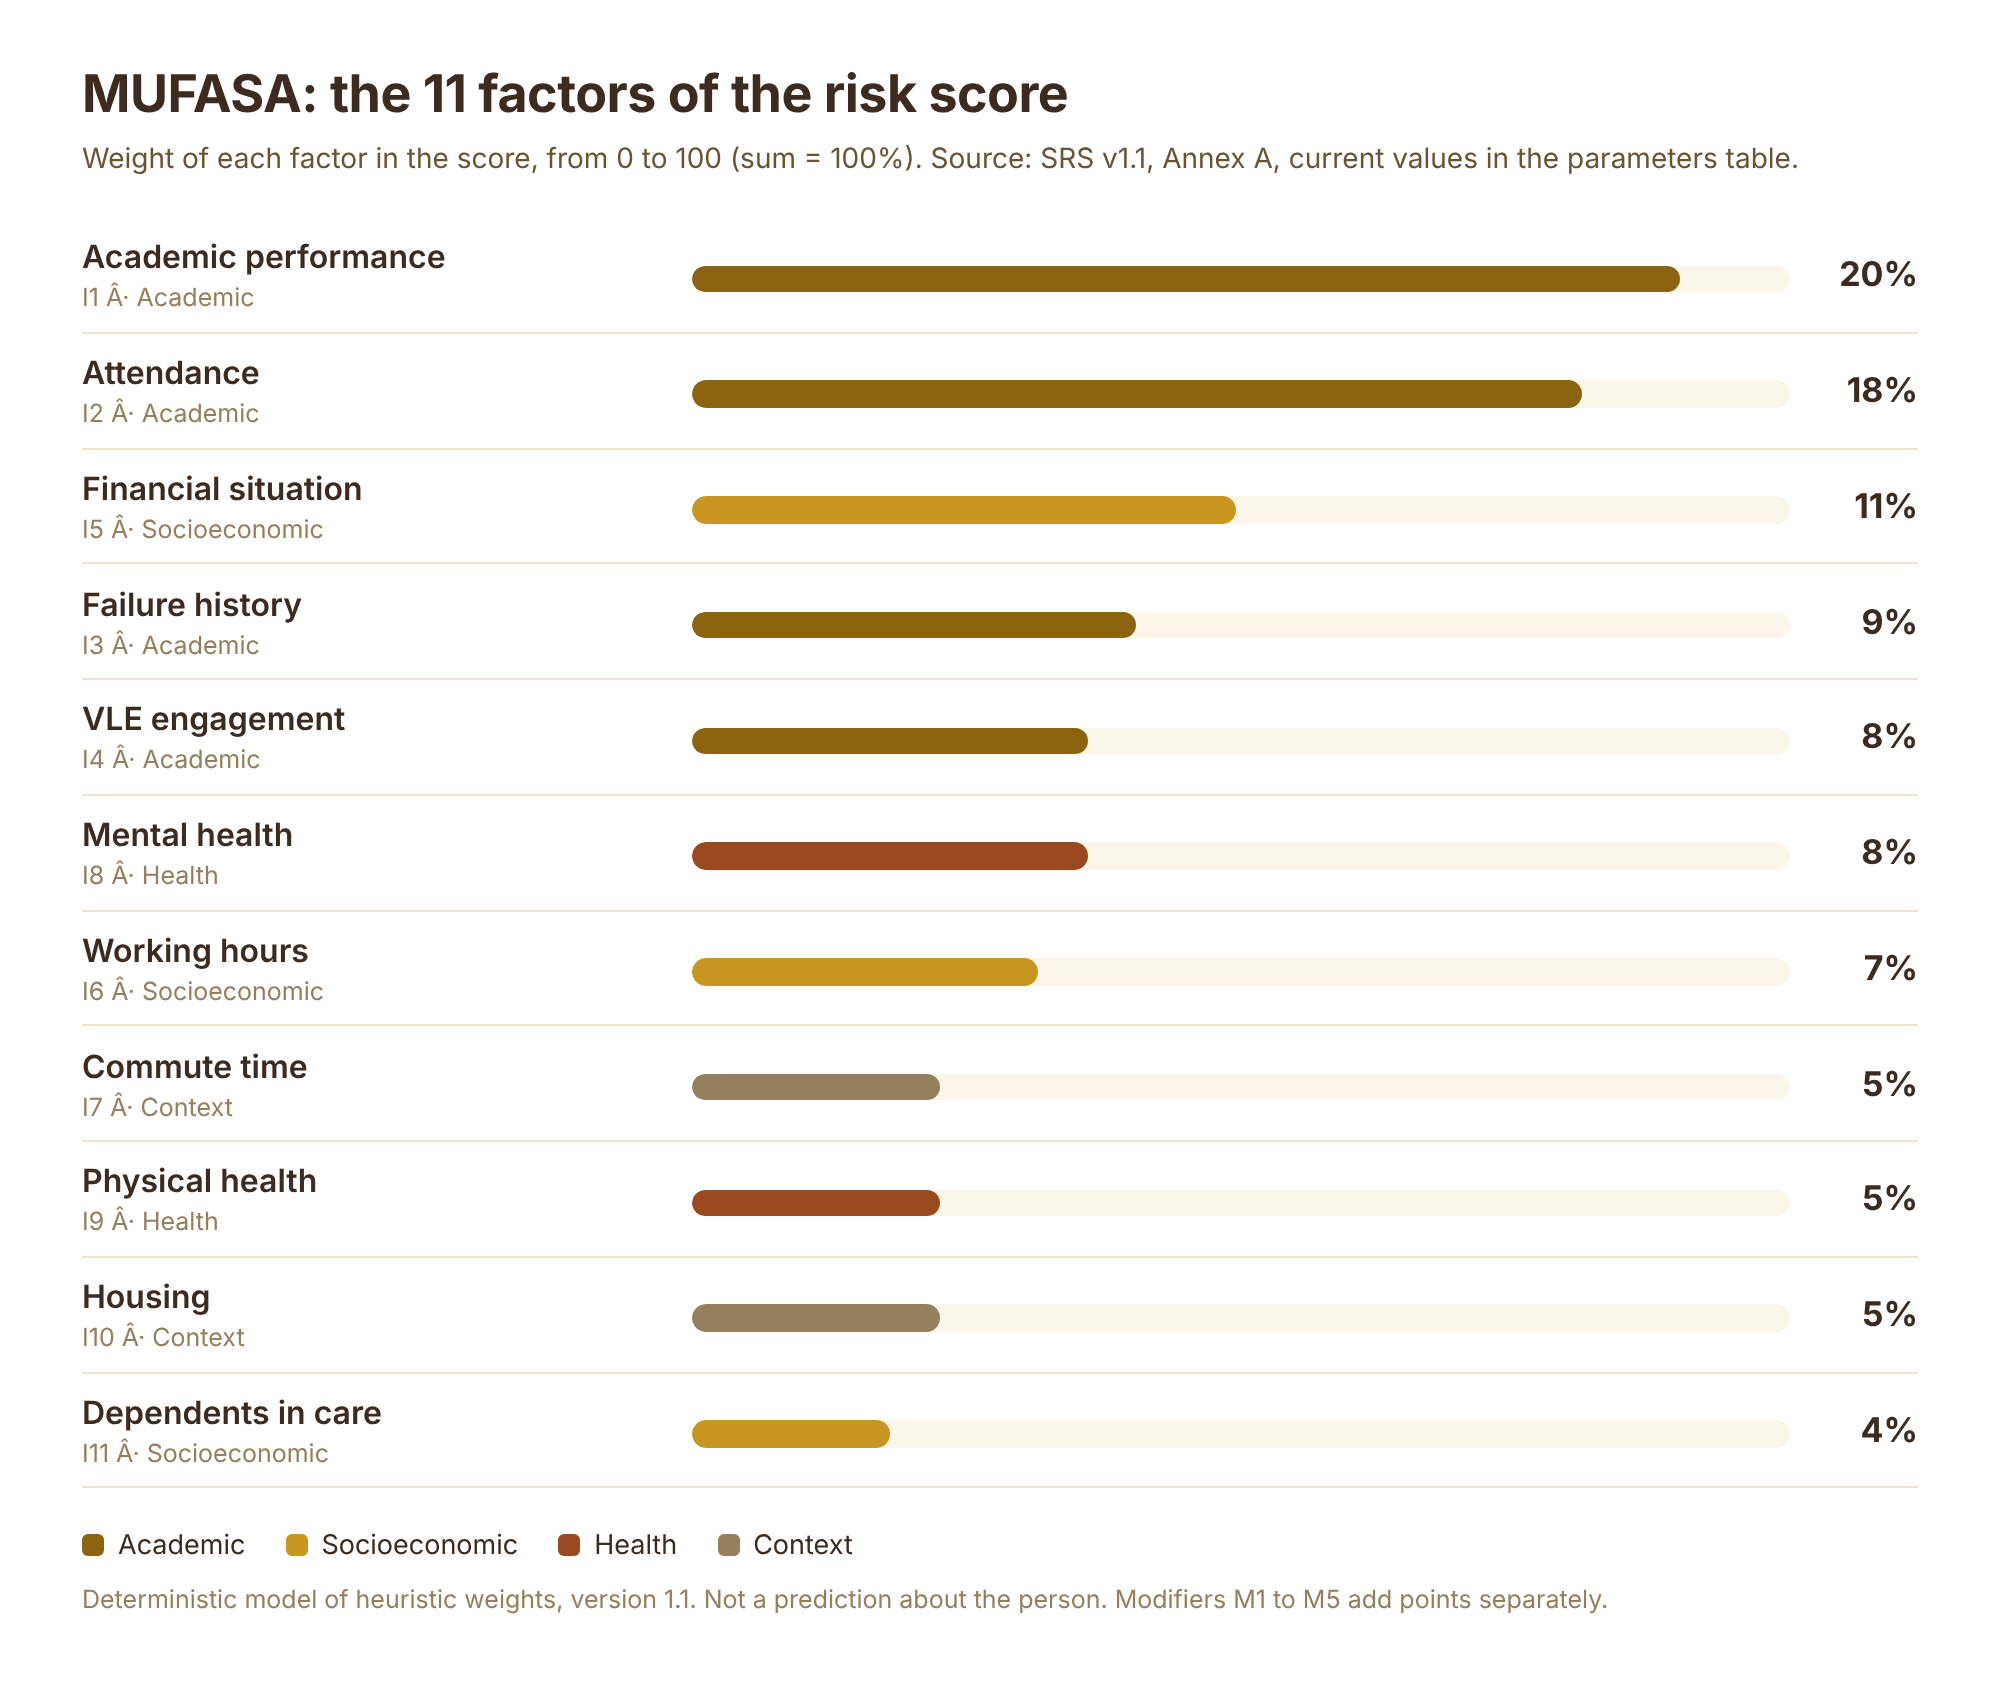 MUFASA: the 11 factors of the risk score
Weight of each factor in the score, from 0 to 100 (sum = 100%). Source: SRS v1.1, Annex A, current values in the parameters table.
Academic performance
I1 Â· Academic
20%
Attendance
I2 Â· Academic
18%
Financial situation
I5 Â· Socioeconomic
11%
Failure history
I3 Â· Academic
9%
VLE engagement
I4 Â· Academic
8%
Mental health
I8 Â· Health
8%
Working hours
I6 Â· Socioeconomic
7%
Commute time
I7 Â· Context
5%
Physical health
I9 Â· Health
5%
Housing
I10 Â· Context
5%
Dependents in care
I11 Â· Socioeconomic
4%
Academic Socioeconomic Health Context
Deterministic model of heuristic weights, version 1.1. Not a prediction about the person. Modifiers M1 to M5 add points separately.